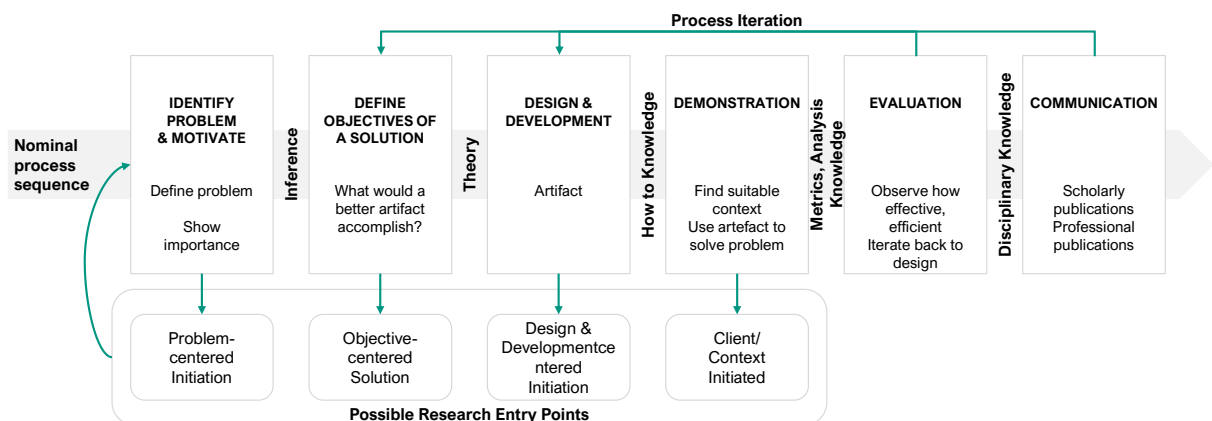 Process Iteration
Nominal
process
sequence
IDENTIFY
PROBLEM
& MOTIVATE
Define problem
Show
importance
Inference
DEFINE
OBJECTIVES OF
A SOLUTION
What would a
better artifact
accomplish?
Theory
DESIGN &
DEVELOPMENT
Artifact
How to Knowledge
DEMONSTRATION
Find suitable
context
Use artefact to
solve problem
Metrics, Analysis
Knowledge
EVALUATION
Observe how
effective,
efficient
Iterate back to
design
Disciplinary Knowledge
COMMUNICATION
Scholarly
publications
Professional
publications
Problem-
centered
Initiation
Objective-
centered
Solution
Design &
Developmentce
ntered
Initiation
Client/
Context
Initiated
Possible Research Entry Points